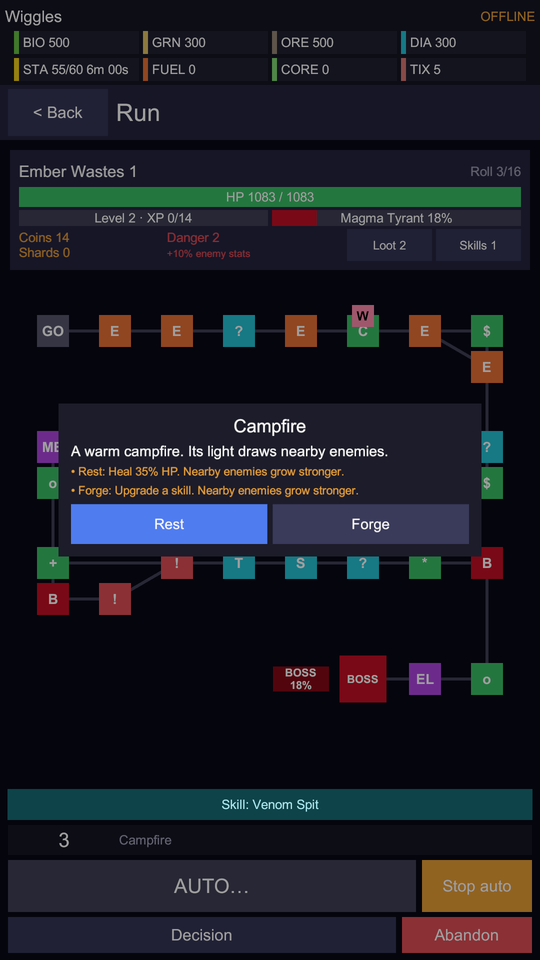 Wiggles
OFFLINE
BIO 500
GRN 300
ORE 500
DIA 300
STA 55/60 6m 00s
FUEL 0
CORE 0
TIX 5
< Back
Run
Ember Wastes 1
Roll 3/16
HP 1083 / 1083
Level 2 · XP 0/14
Magma Tyrant 18%
Coins 14
Shards 0
Danger 2
+10% enemy stats
Loot 2
Skills 1
W
GO
E
E
?
E
C
E
$
E
?
o
$
Campfire
A warm campfire. Its light draws nearby enemies.
• Rest: Heal 35% HP. Nearby enemies grow stronger.
• Forge: Upgrade a skill. Nearby enemies grow stronger.
Rest
Forge
+
!
T
S
?
*
B
B
!
BOSS
18%
BOSS
EL
o
Skill: Venom Spit
3
Campfire
AUTO...
Stop auto
Decision
Abandon